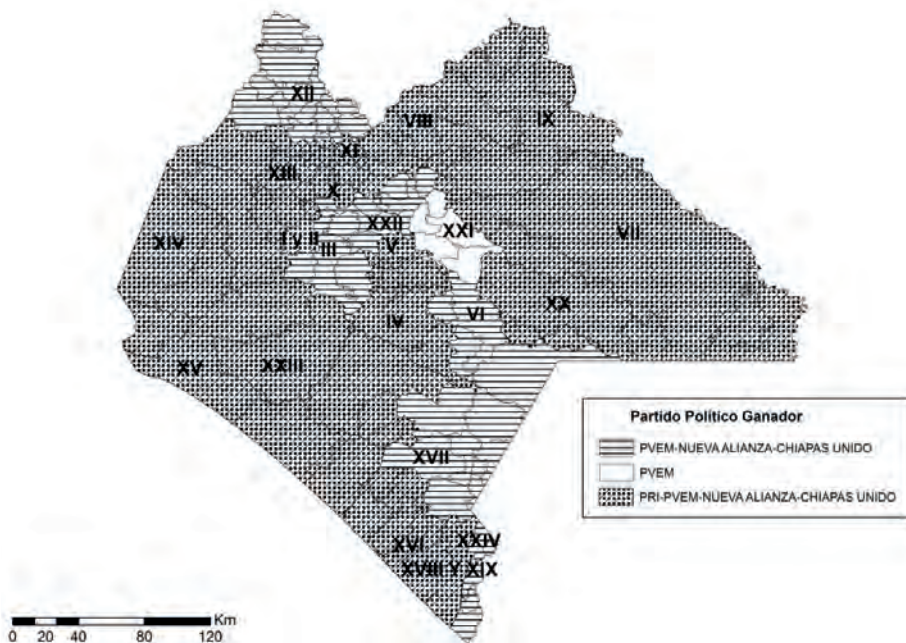 XII
VIII
IX
XI
XIII
X
XXII
XXI
VII
XIV
I y II
III
V
XX
VI
IV
XV
XXIII
XVII
XVI
XXIV
XVIII Y XIX
Partido Político Ganador
PVEM-NUEVA ALIANZA-CHIAPAS UNIDO
PVEM
PRI-PVEM-NUEVA ALIANZA-CHIAPAS UNIDO
Km
0 20 40 80 120